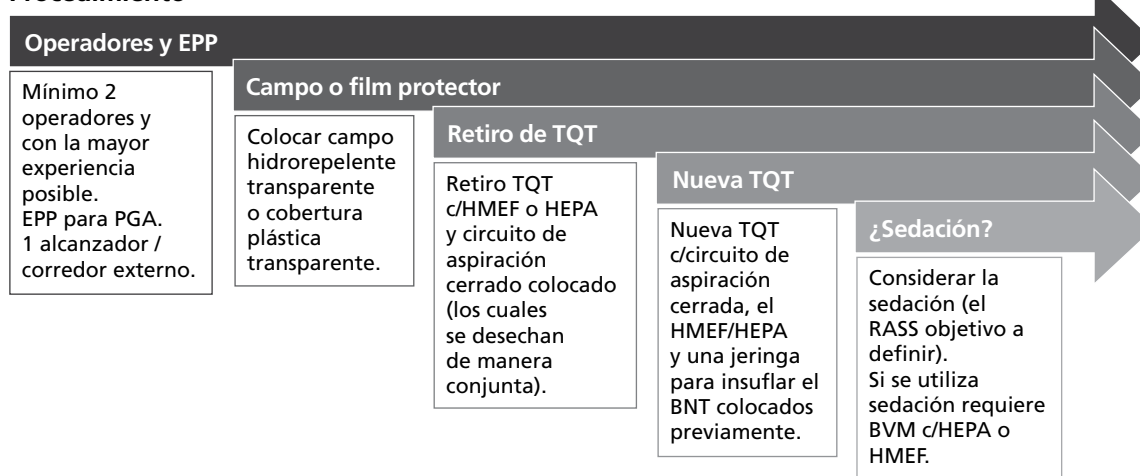 Operadores y EPP
Mínimo 2
operadores y
con la mayor
experiencia
posible.
EPP para PGA.
1 alcanzador /
corredor externo.
Campo o film protector
Colocar campo
hidrorepelente
transparente
o cobertura
plástica
transparente.
Retiro de TQT
Retiro TQT
c/HMEF o HEPA
y circuito de
aspiración
cerrado colocado
(los cuales
se desechan
de manera
conjunta).
Nueva TQT
Nueva TQT
c/circuito de
aspiración
cerrada, el
HMEF/HEPA
y una jeringa
para insuflar el
BNT colocados
previamente.
¿Sedación?
Considerar la
sedación (el
RASS objetivo a
definir).
Si se utiliza
sedación requiere
BVM c/HEPA o
HMEF.